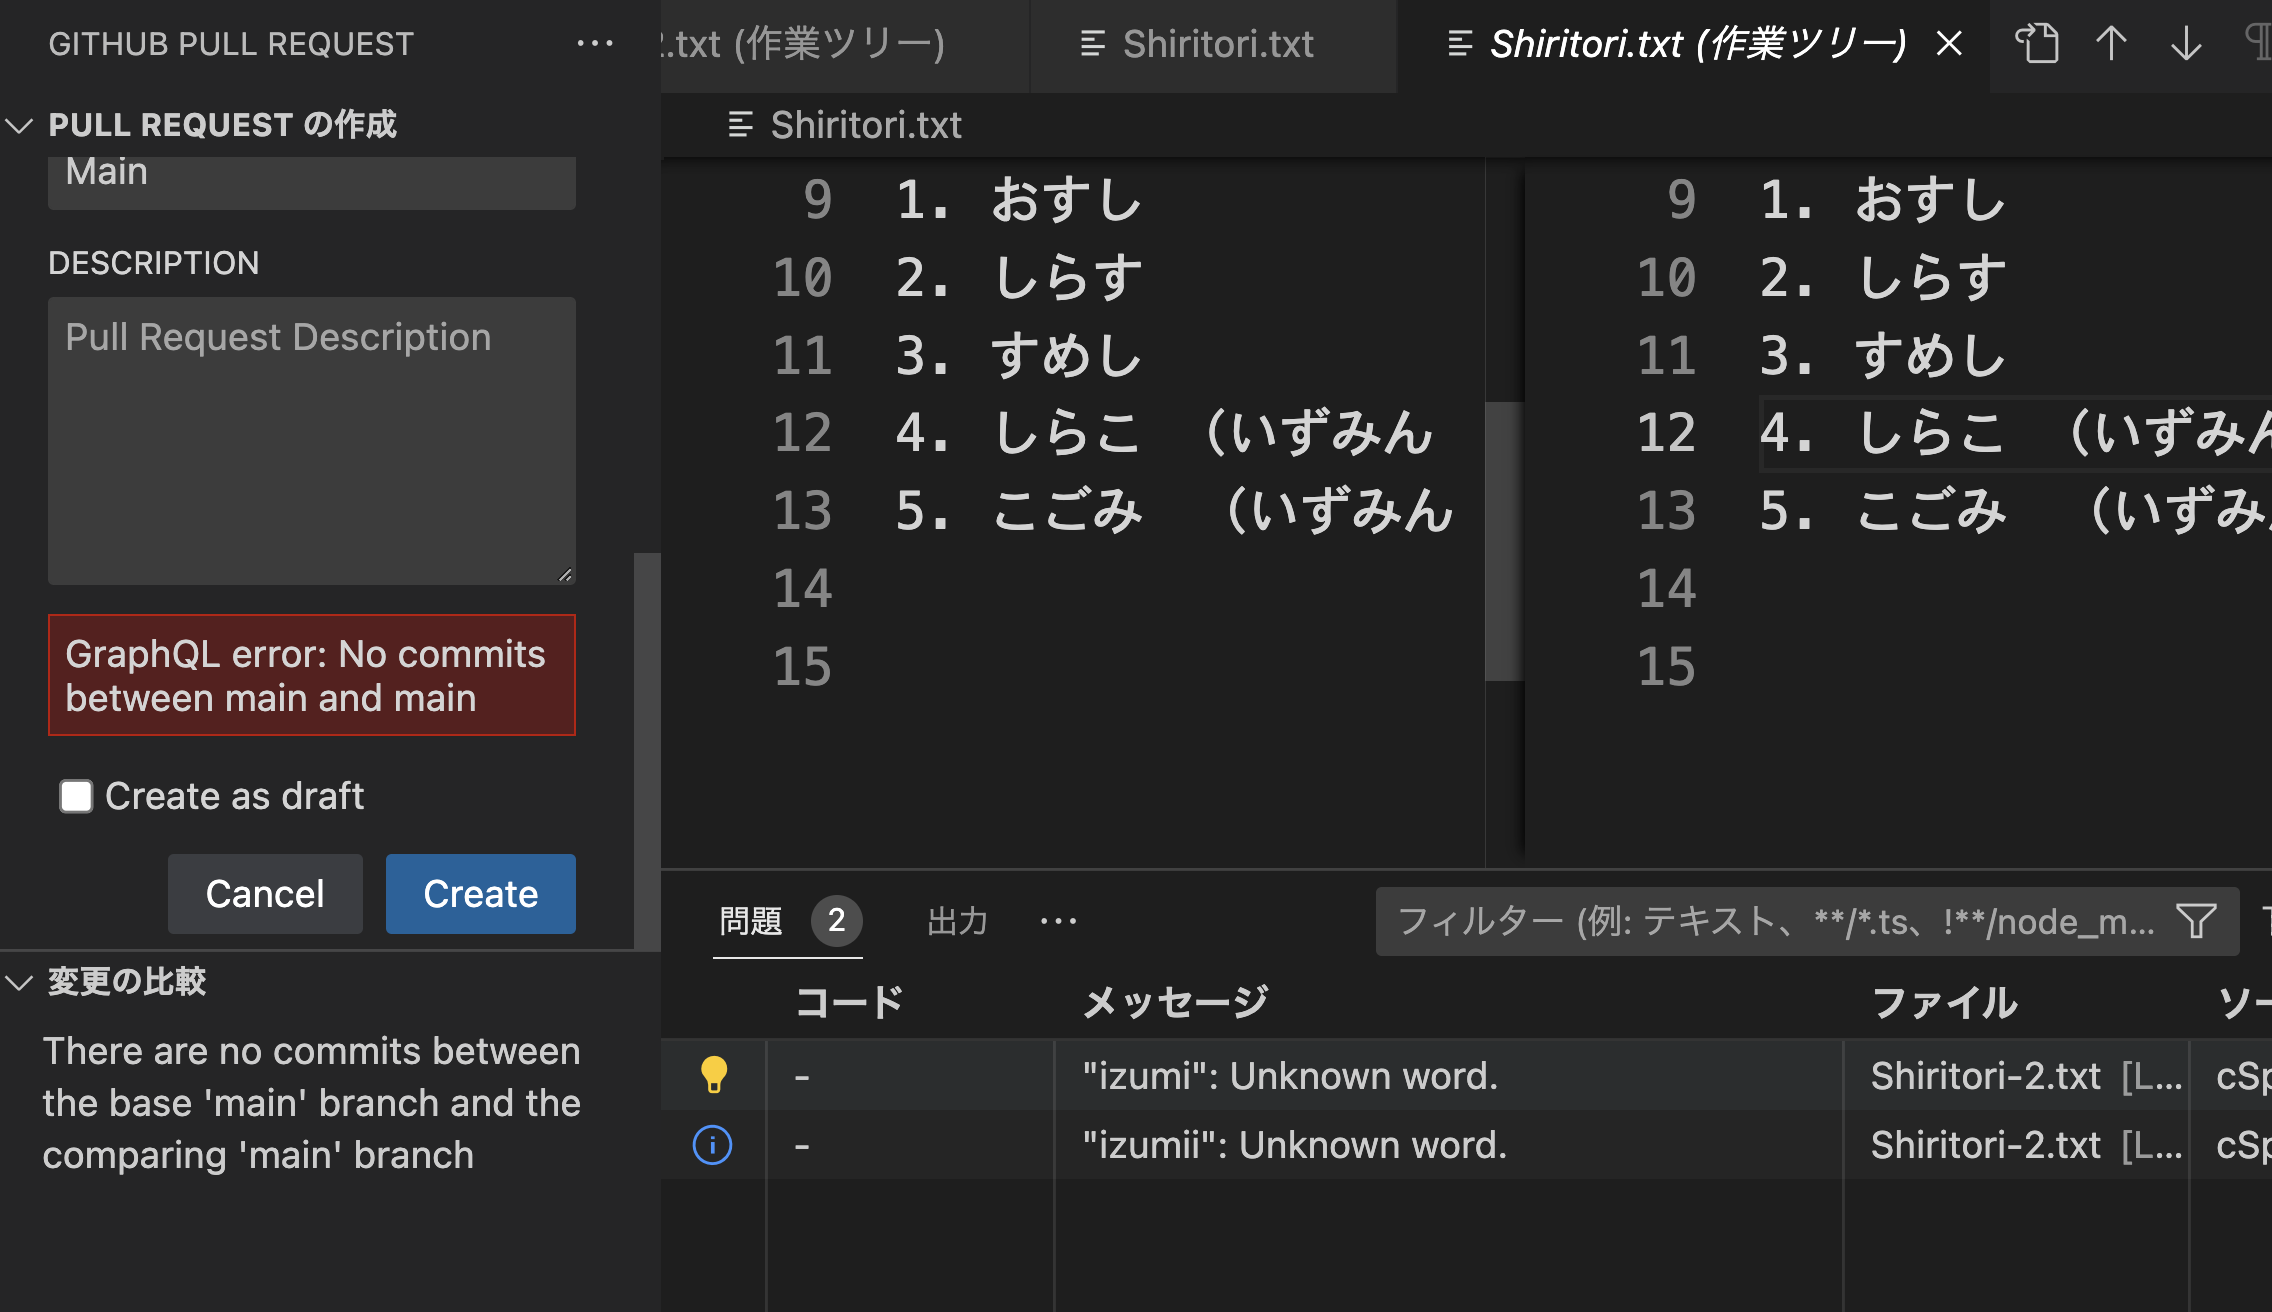 GITHUB PULL REQUEST
PULL REQUEST の作成
Main
DESCRIPTION
Pull Request Description
GraphQL error: No commits
between main and main
Create as draft
Cancel
Create
変更の比較
There are no commits between
the base 'main' branch and the
comparing 'main' branch
.txt (作業ツリー)
Shiritori.txt
Shiritori.txt (作業ツリー)
Shiritori.txt
9 1. おすし
10 2. しらす
11 3. すめし
12 4. しらこ （いずみん
13 5. こごみ （いずみん
14
15
9 1. おすし
10 2. しらす
11 3. すめし
12 4. しらこ （いずみん
13 5. こごみ （いずみ
14
15
問題 2
出力
フィルター (例: テキスト、**/*.ts、!**/node_m...
コード メッセージ ファイル ソー
- "izumi": Unknown word. Shiritori-2.txt [L... cSp
- "izumii": Unknown word. Shiritori-2.txt [L... cSp